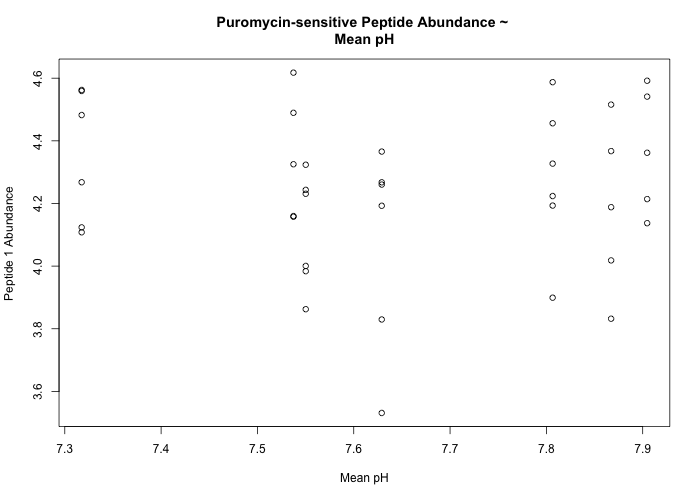 Puromycin-sensitive Peptide Abundance ~
Mean pH
Peptide 1 Abundance
4.6
4.4
4.2
4.0
3.8
3.6
7.3 7.4 7.5 7.6 7.7 7.8 7.9
Mean pH